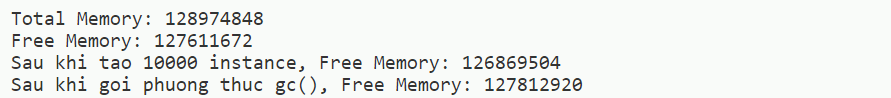 Total Memory: 128974848
Free Memory: 127611672
Sau khi tao 10000 instance, Free Memory: 126869504
Sau khi goi phuong thuc gc(), Free Memory: 127812920